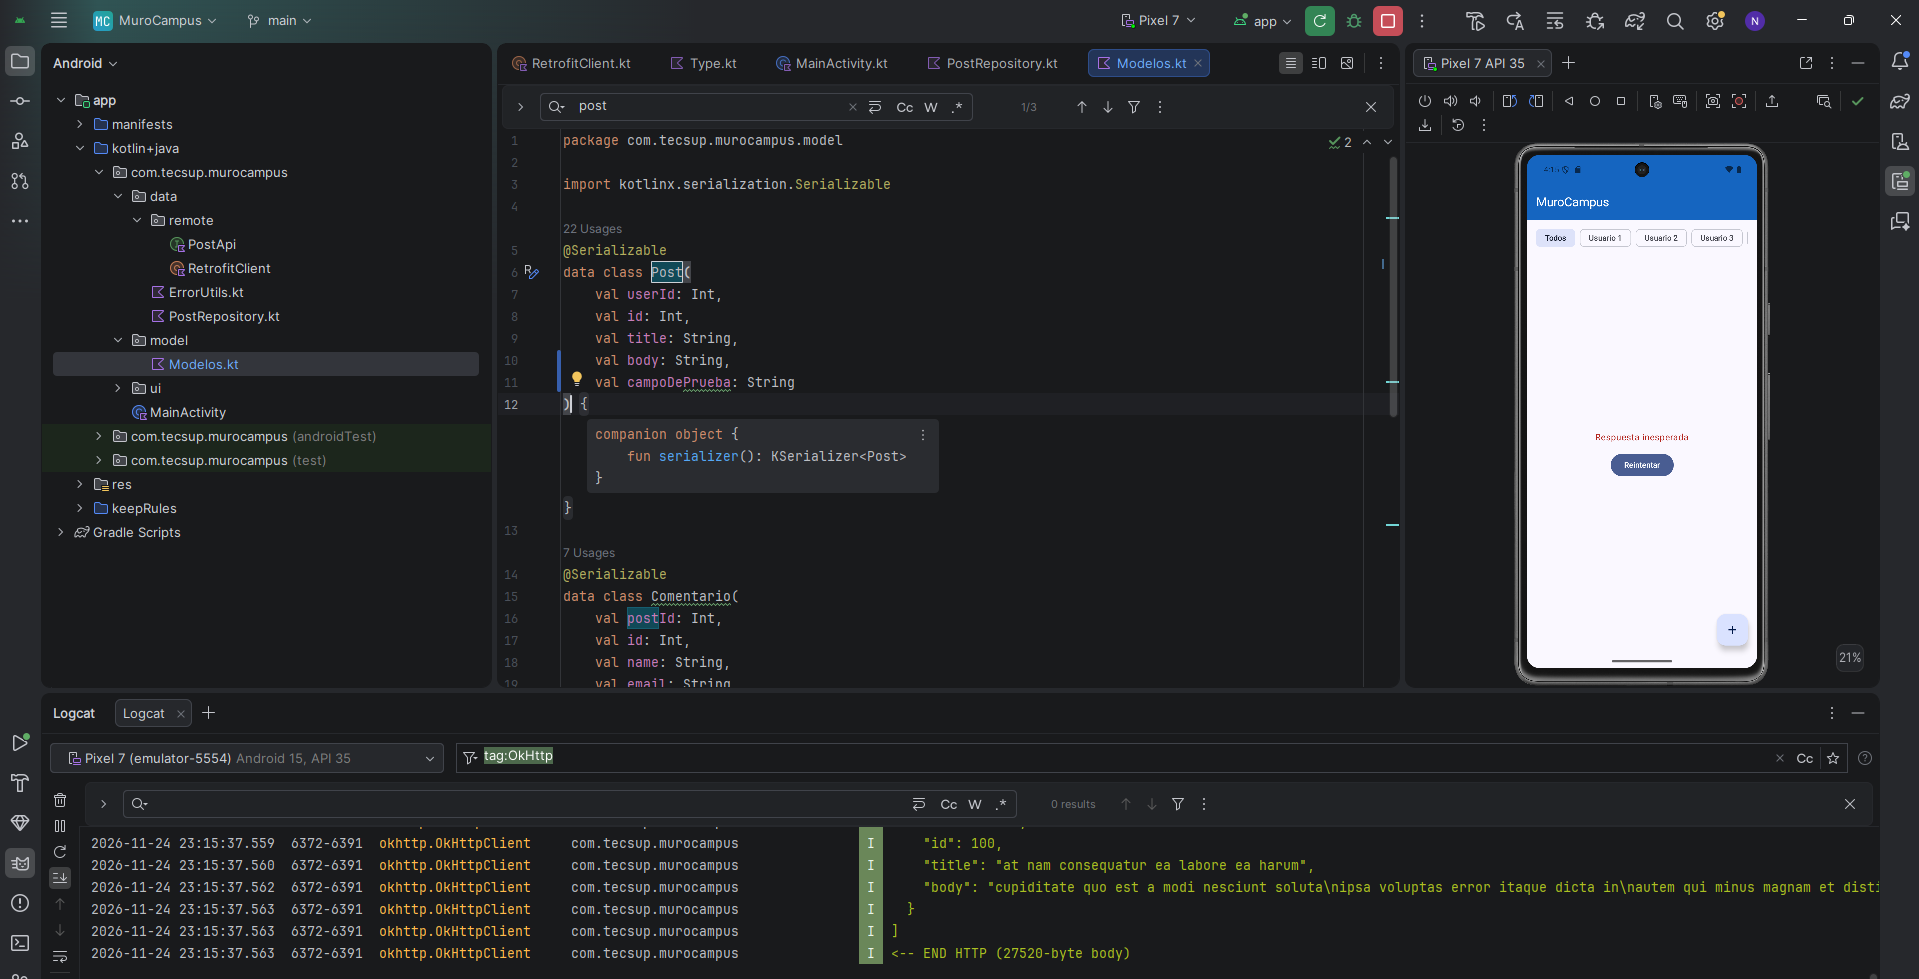 MC MuroCampus main Pixel 7 app N
Android
app
manifests
kotlin+java
com.tecsup.murocampus
data
remote
PostApi
RetrofitClient
ErrorUtils.kt
PostRepository.kt
model
Modelos.kt
ui
MainActivity
com.tecsup.murocampus (androidTest)
com.tecsup.murocampus (test)
res
keepRules
Gradle Scripts
RetrofitClient.kt Type.kt MainActivity.kt PostRepository.kt Modelos.kt
post Cc W .* 1/3
2
1 package com.tecsup.murocampus.model
2
3 import kotlinx.serialization.Serializable
4
22 Usages
5 @Serializable
6 data class Post(
7 val userId: Int,
8 val id: Int,
9 val title: String,
10 val body: String,
11 val campoDePrueba: String
12 ) {
companion object {
fun serializer(): KSerializer<Post>
}
}
13
7 Usages
14 @Serializable
15 data class Comentario(
16 val postId: Int,
17 val id: Int,
18 val name: String,
19 val email: String
Pixel 7 API 35
MuroCampus
Todos Usuario 1 Usuario 2 Usuario 3
Respuesta inesperada
Reintentar
+
21%
Logcat Logcat
Pixel 7 (emulator-5554) Android 15, API 35 tag:OkHttp Cc
Cc W .* 0 results
2026-11-24 23:15:37.559 6372-6391 okhttp.OkHttpClient com.tecsup.murocampus I "id": 100,
2026-11-24 23:15:37.560 6372-6391 okhttp.OkHttpClient com.tecsup.murocampus I "title": "at nam consequatur ea labore ea harum",
2026-11-24 23:15:37.562 6372-6391 okhttp.OkHttpClient com.tecsup.murocampus I "body": "cupiditate quo est a modi nesciunt soluta\nipsa voluptas error itaque dicta in\nautem qui minus magnam et disti
2026-11-24 23:15:37.563 6372-6391 okhttp.OkHttpClient com.tecsup.murocampus I }
2026-11-24 23:15:37.563 6372-6391 okhttp.OkHttpClient com.tecsup.murocampus I ]
2026-11-24 23:15:37.563 6372-6391 okhttp.OkHttpClient com.tecsup.murocampus I <-- END HTTP (27520-byte body)